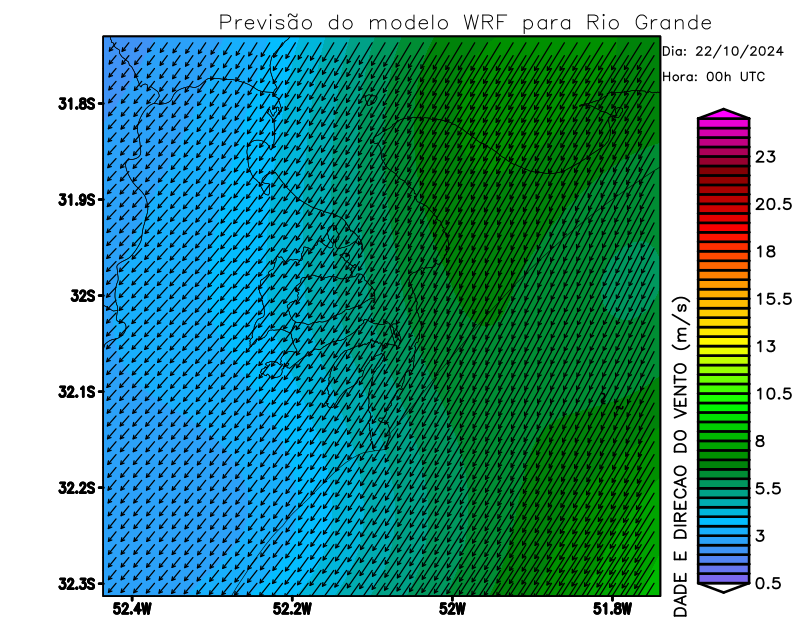 Previsão do modelo WRF para Rio Grande
Dia: 22/10/2024
Hora: 00h UTC
31.8S
31.9S
32S
32.1S
32.2S
32.3S
52.4W
52.2W
52W
51.8W
DADE E DIRECAO DO VENTO (m/s)
23
20.5
18
15.5
13
10.5
8
5.5
3
0.5